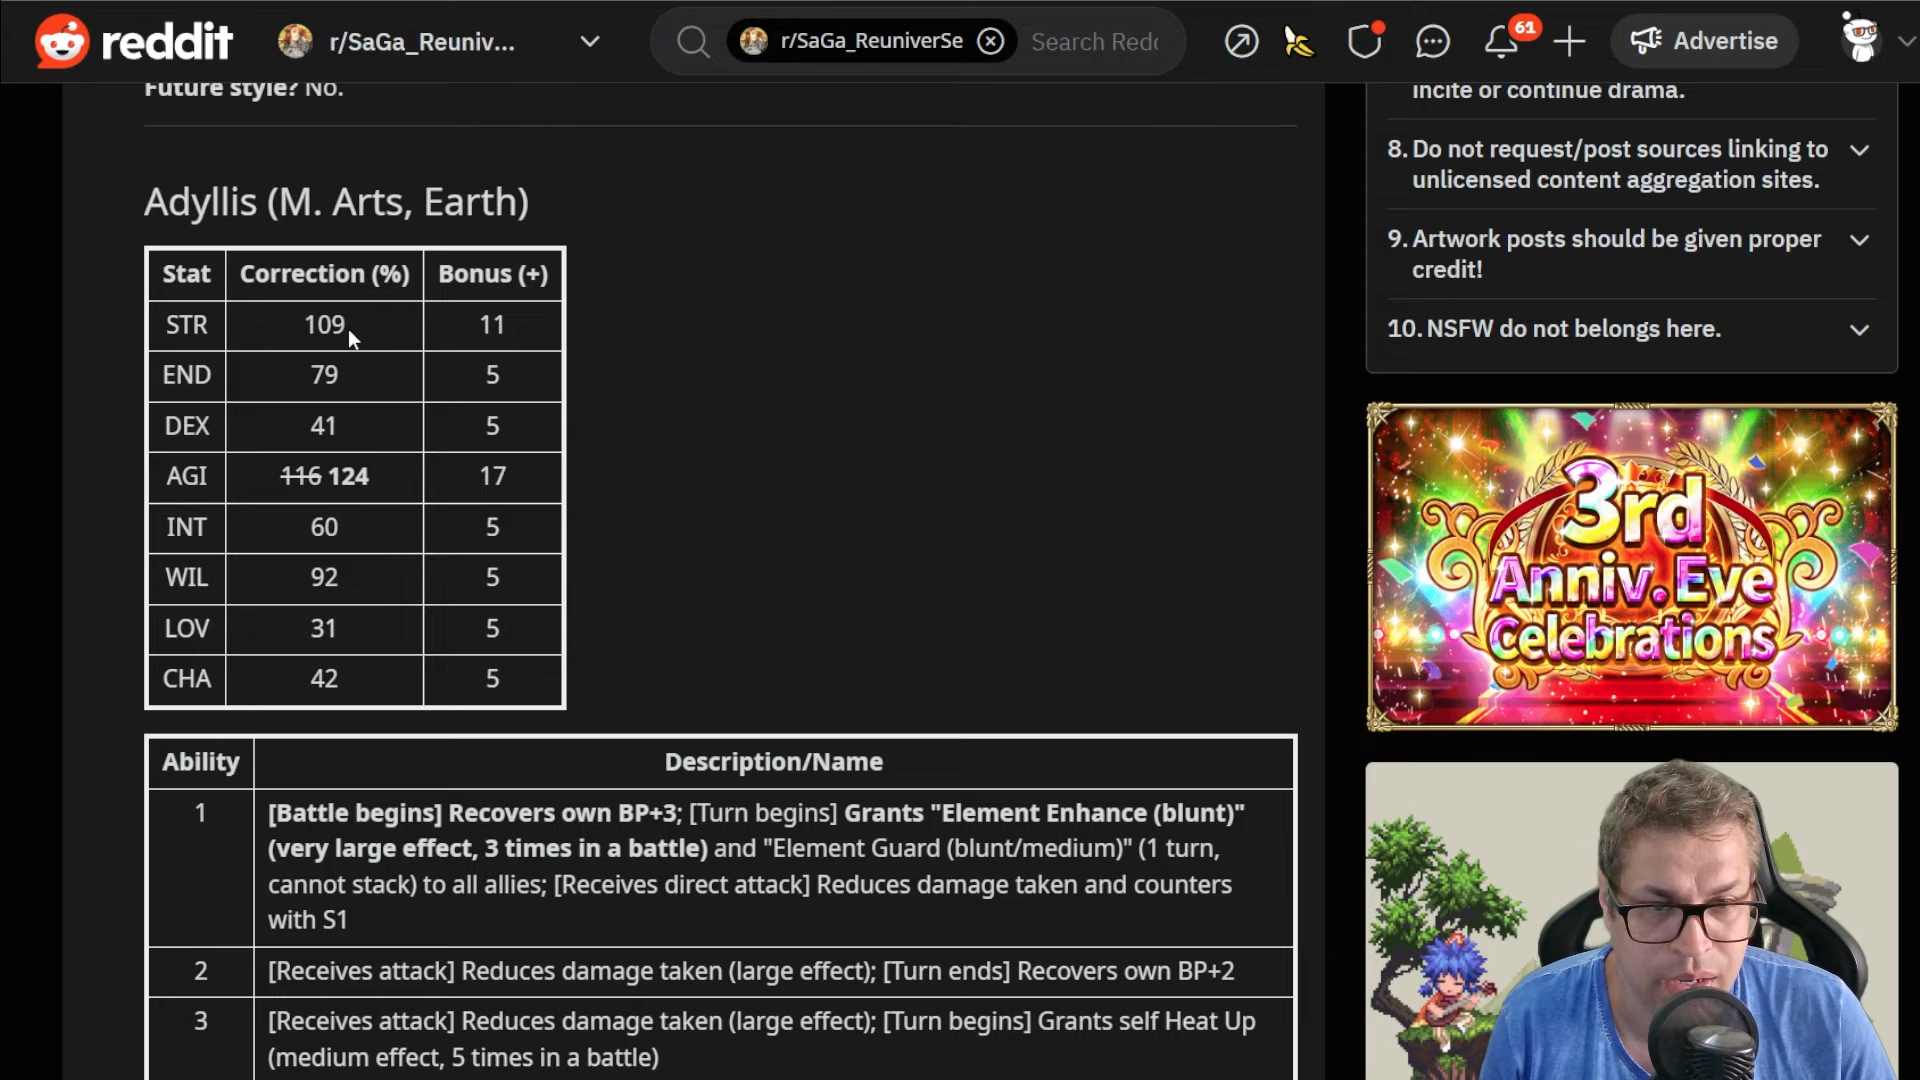 reddit
r/SaGa_Reuniv...
r/SaGa_ReuniverSe
Search Redd
61
Advertise
Future style? No.
Adyllis (M. Arts, Earth)
Stat Correction (%) Bonus (+)
STR 109 11
END 79 5
DEX 41 5
AGI 116 124 17
INT 60 5
WIL 92 5
LOV 31 5
CHA 42 5
Ability Description/Name
1 [Battle begins] Recovers own BP+3; [Turn begins] Grants "Element Enhance (blunt)"
(very large effect, 3 times in a battle) and "Element Guard (blunt/medium)" (1 turn,
cannot stack) to all allies; [Receives direct attack] Reduces damage taken and counters
with S1
2 [Receives attack] Reduces damage taken (large effect); [Turn ends] Recovers own BP+2
3 [Receives attack] Reduces damage taken (large effect); [Turn begins] Grants self Heat Up
(medium effect, 5 times in a battle)
incite or continue drama.
8. Do not request/post sources linking to
unlicensed content aggregation sites.
9. Artwork posts should be given proper
credit!
10. NSFW do not belongs here.
3rd
Anniv. Eve
Celebrations